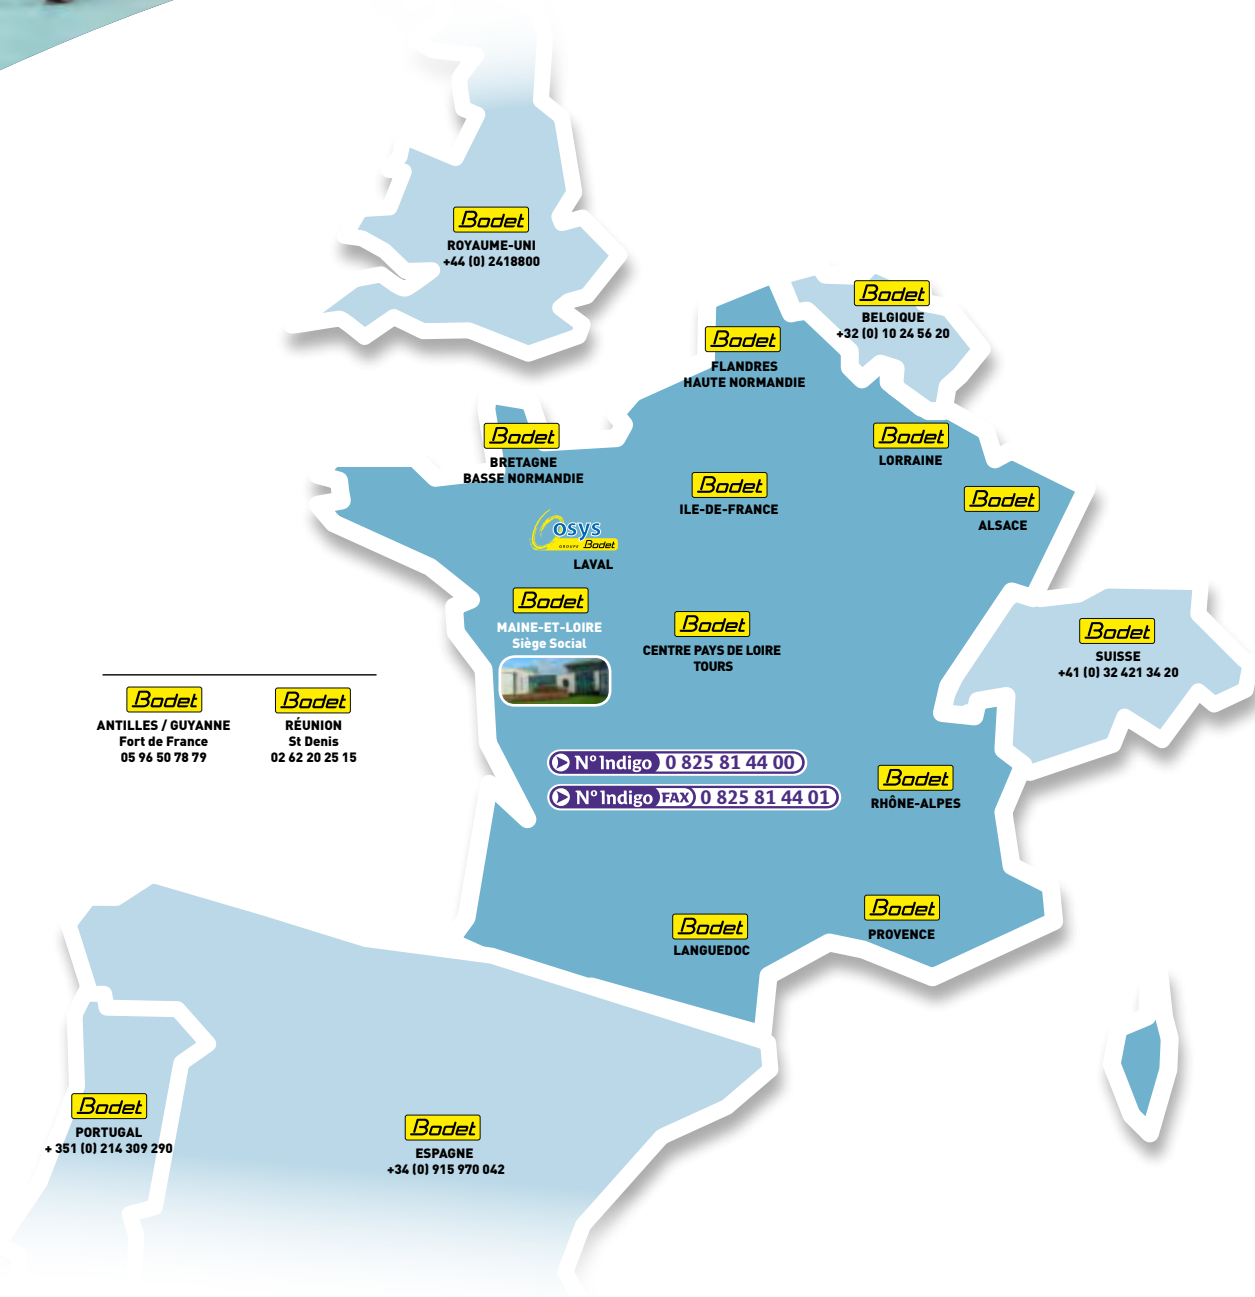 Bodet
ROYAUME-UNI
+44 (0) 2418800
Bodet
BELGIQUE
+32 (0) 10 24 56 20
Bodet
FLANDRES
HAUTE NORMANDIE
Bodet
BRETAGNE
BASSE NORMANDIE
Bodet
LORRAINE
Bodet
ILE-DE-FRANCE
Bodet
ALSACE
Osys
GROUPE Bodet
LAVAL
Bodet
MAINE-ET-LOIRE
Siège Social
Bodet
CENTRE PAYS DE LOIRE
TOURS
Bodet
SUISSE
+41 (0) 32 421 34 20
Bodet
ANTILLES / GUYANNE
Fort de France
05 96 50 78 79
Bodet
RÉUNION
St Denis
02 62 20 25 15
N° Indigo 0 825 81 44 00
N° Indigo FAX 0 825 81 44 01
Bodet
RHÔNE-ALPES
Bodet
PROVENCE
Bodet
LANGUEDOC
Bodet
PORTUGAL
+ 351 (0) 214 309 290
Bodet
ESPAGNE
+34 (0) 915 970 042